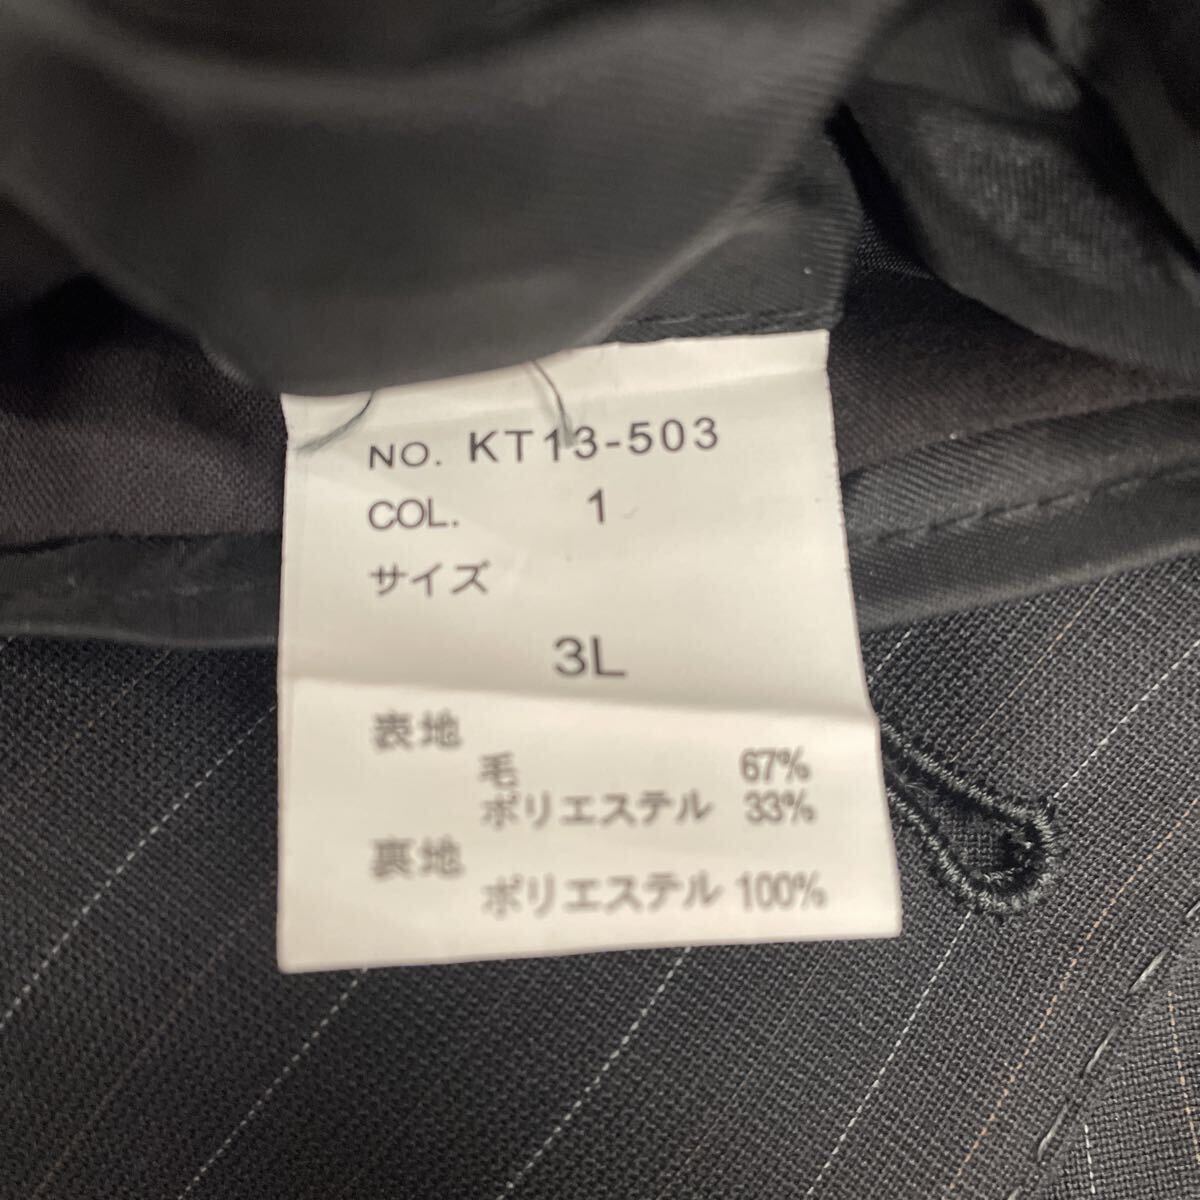 NO. KT13-503
COL. 1
サイズ
3L
表地
毛 67%
ポリエステル 33%
裏地
ポリエステル 100%